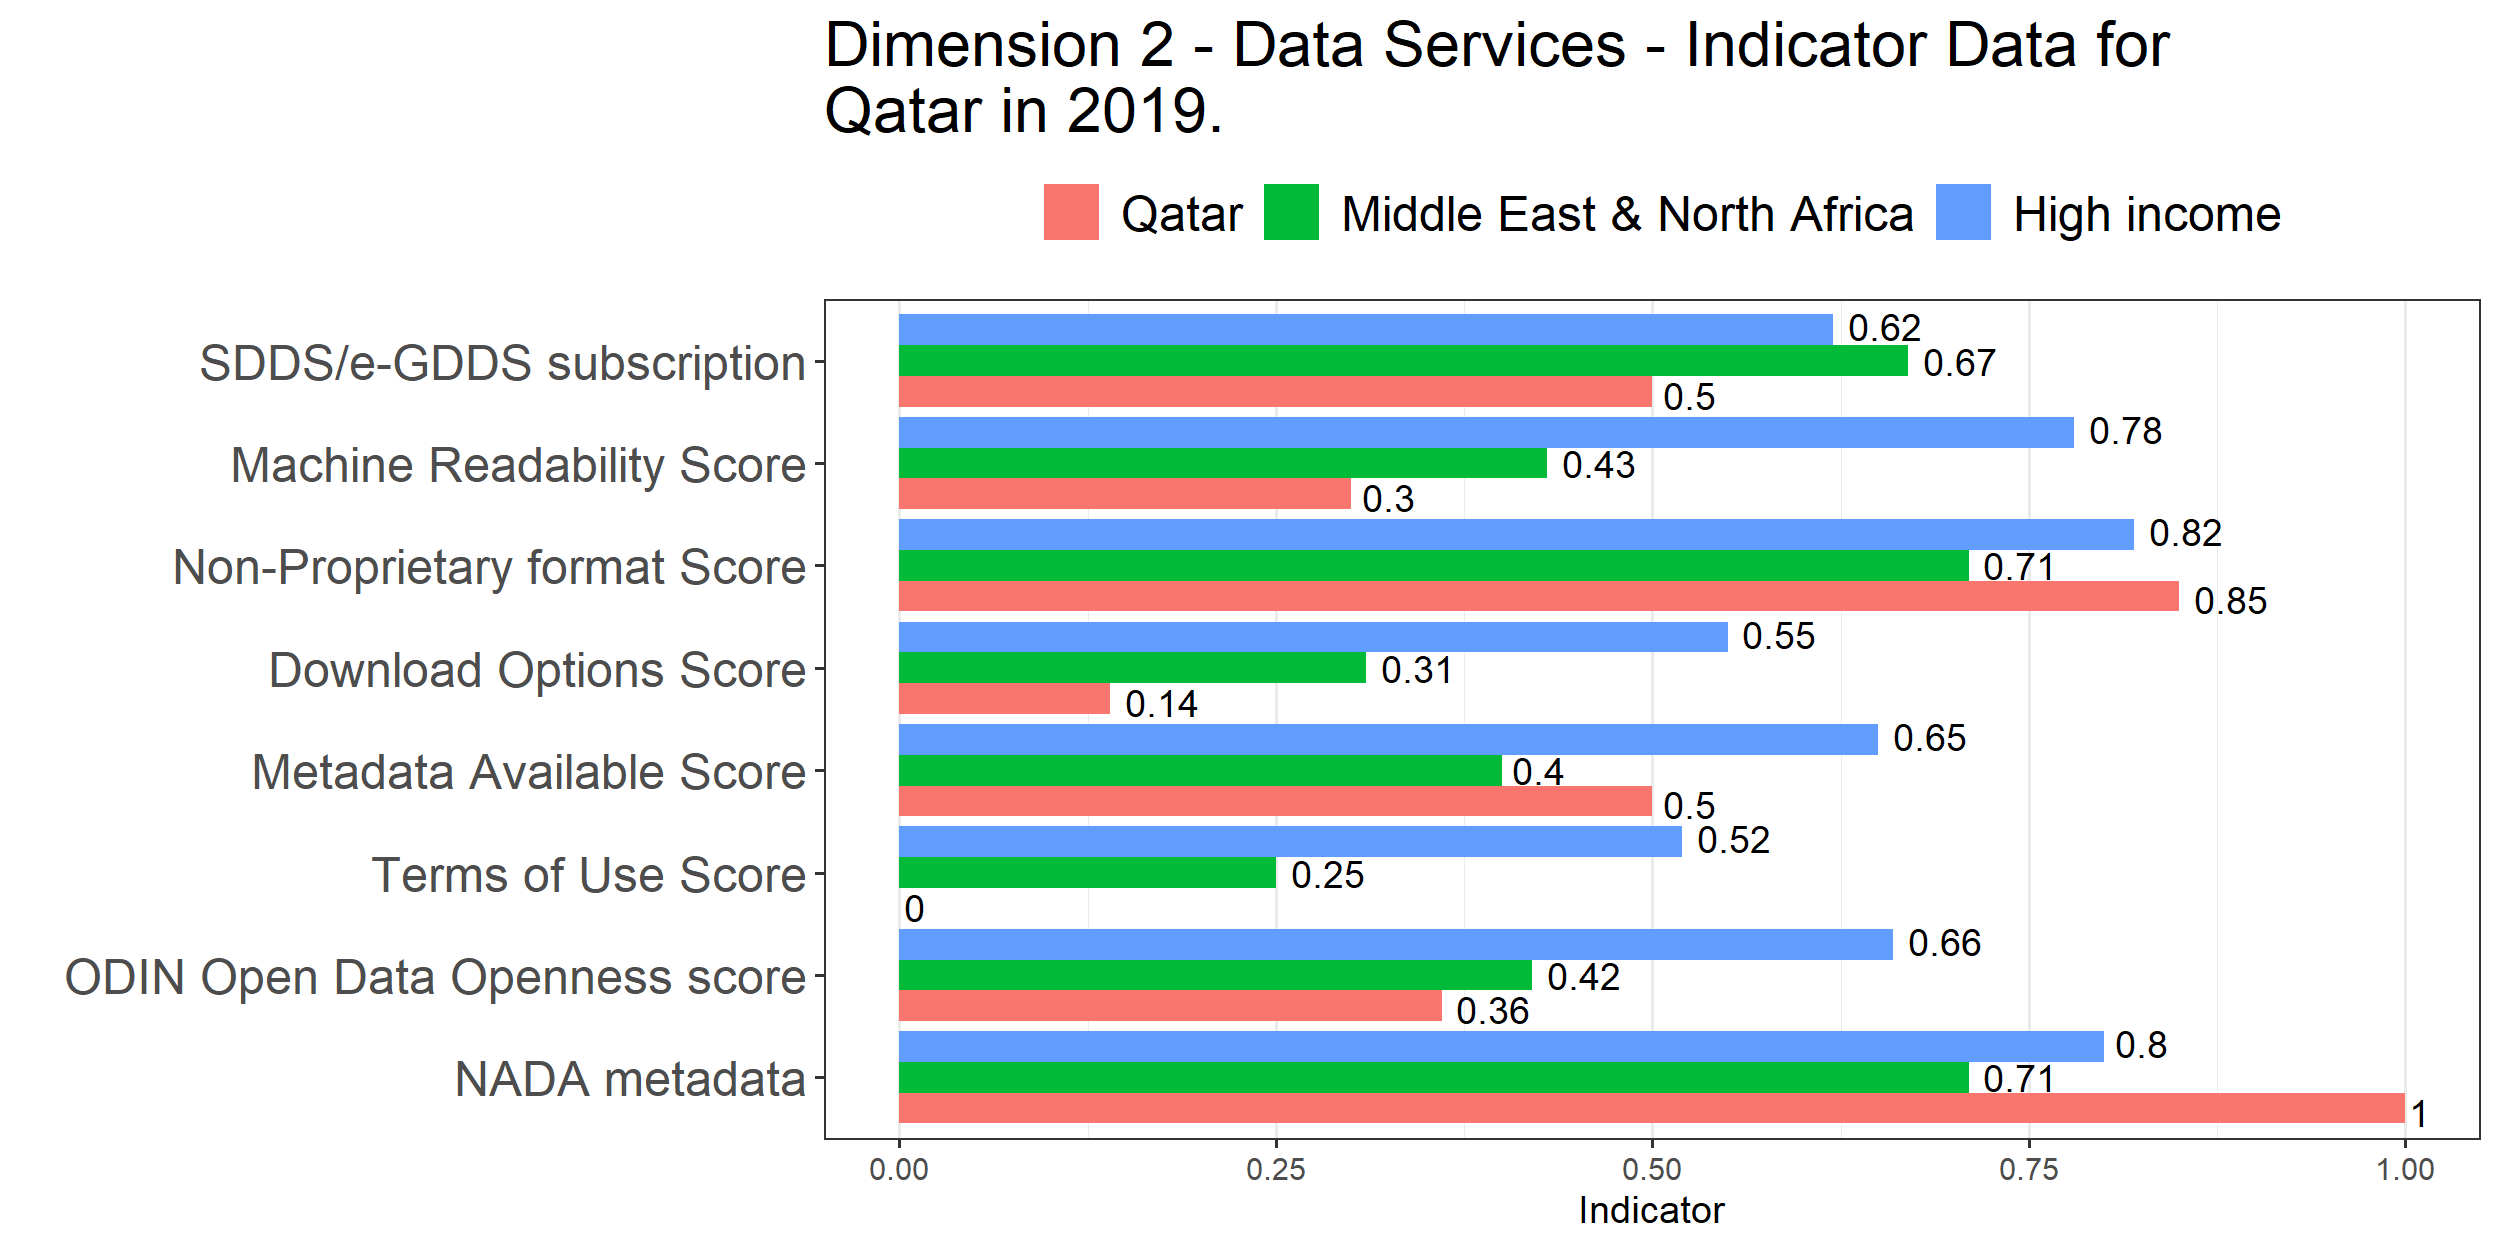 Dimension 2 - Data Services - Indicator Data for
Qatar in 2019.
Qatar Middle East & North Africa High income
SDDS/e-GDDS subscription
0.62
0.67
0.5
Machine Readability Score
0.78
0.43
0.3
Non-Proprietary format Score
0.82
0.71
0.85
Download Options Score
0.55
0.31
0.14
Metadata Available Score
0.65
0.4
0.5
Terms of Use Score
0.52
0.25
0
ODIN Open Data Openness score
0.66
0.42
0.36
NADA metadata
0.8
0.71
1
0.00 0.25 0.50 0.75 1.00
Indicator